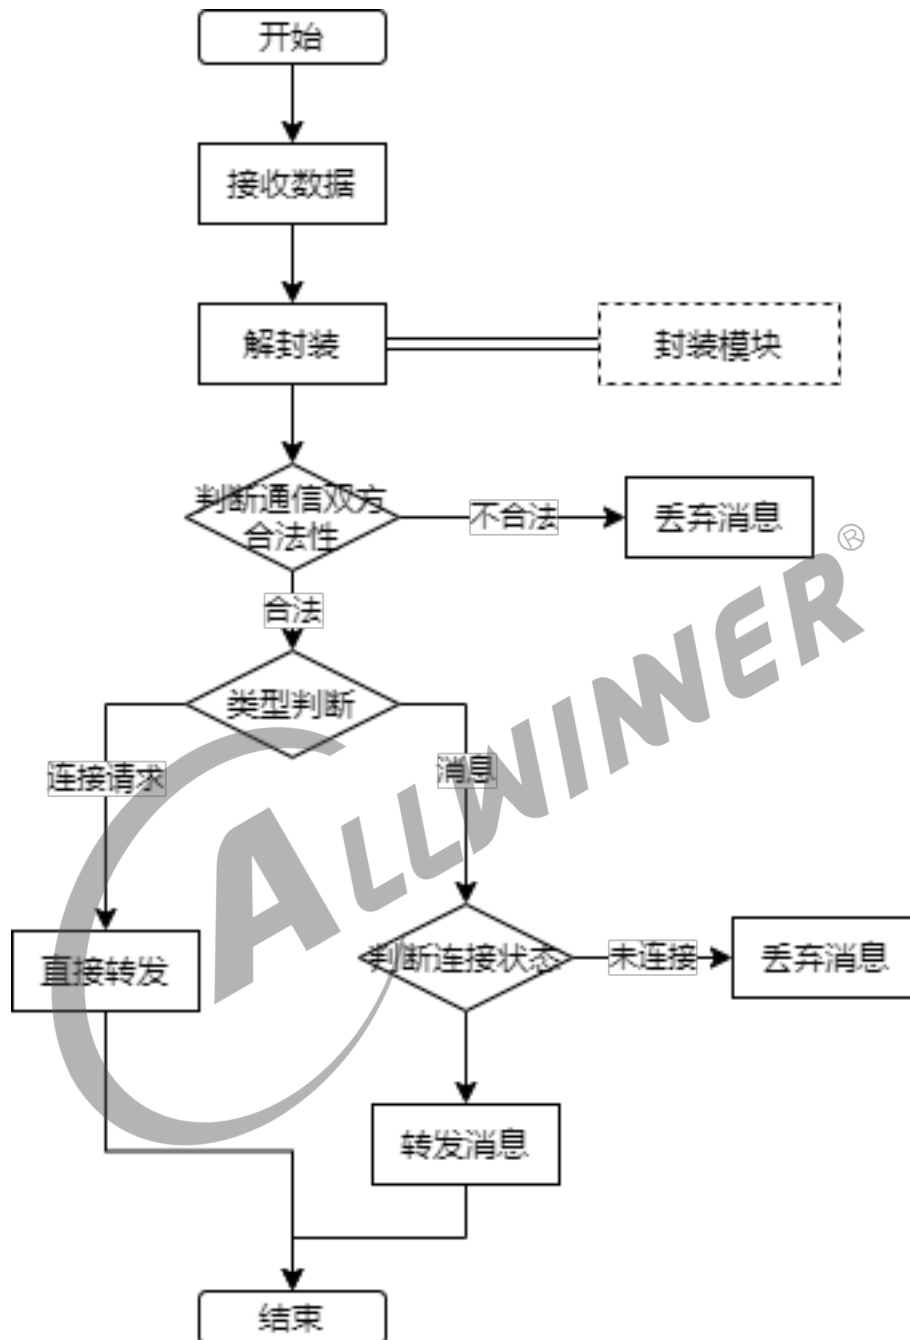 开始
接收数据
解封装
封装模块
判断通信双方
合法性
不合法
丢弃消息
合法
类型判断
连接请求
消息
ALLWINNER®
直接转发
判断连接状态
未连接
丢弃消息
转发消息
结束